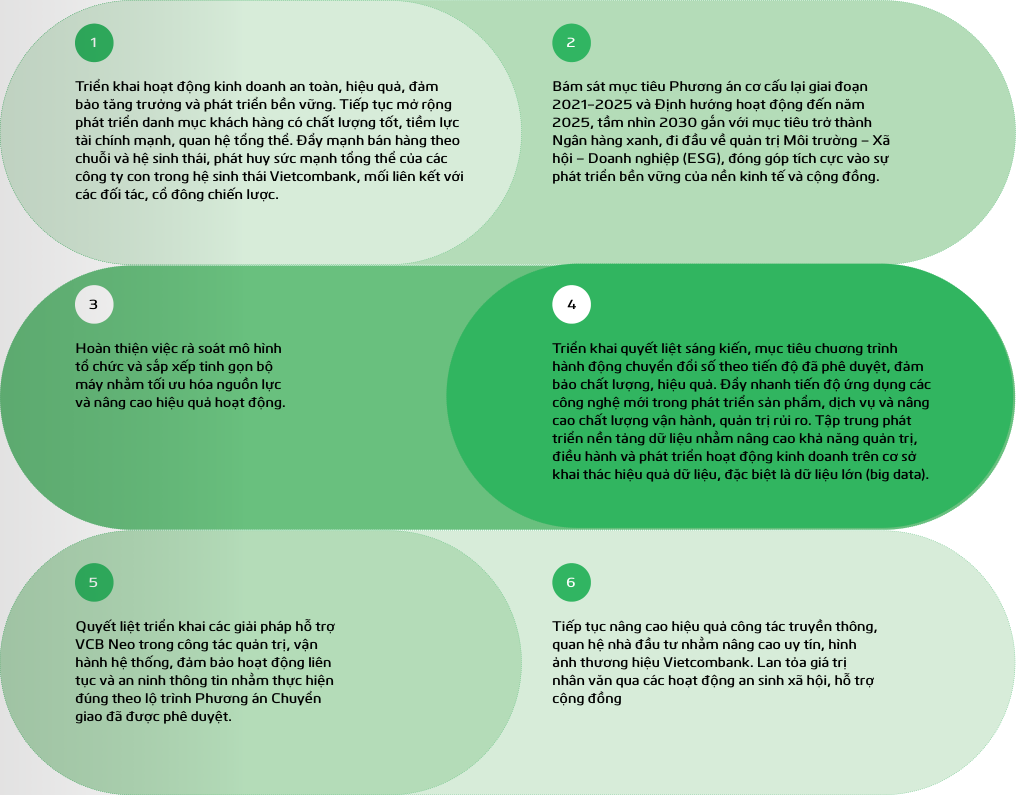 1
Triển khai hoạt động kinh doanh an toàn, hiệu quả, đảm
bảo tăng trưởng và phát triển bền vững. Tiếp tục mở rộng
phát triển danh mục khách hàng có chất lượng tốt, tiềm lực
tài chính mạnh, quan hệ tổng thể. Đẩy mạnh bán hàng theo
chuỗi và hệ sinh thái, phát huy sức mạnh tổng thể của các
công ty con trong hệ sinh thái Vietcombank, mối liên kết với
các đối tác, cổ đông chiến lược.
2
Bám sát mục tiêu Phương án cơ cấu lại giai đoạn
2021-2025 và Định hướng hoạt động đến năm
2025, tầm nhìn 2030 gắn với mục tiêu trở thành
Ngân hàng xanh, đi đầu về quản trị Môi trường – Xã
hội – Doanh nghiệp (ESG), đóng góp tích cực vào sự
phát triển bền vững của nền kinh tế và cộng đồng.
3
Hoàn thiện việc rà soát mô hình
tổ chức và sắp xếp tinh gọn bộ
máy nhằm tối ưu hóa nguồn lực
và nâng cao hiệu quả hoạt động.
4
Triển khai quyết liệt sáng kiến, mục tiêu chương trình
hành động chuyển đổi số theo tiến độ đã phê duyệt, đảm
bảo chất lượng, hiệu quả. Đẩy nhanh tiến độ ứng dụng các
công nghệ mới trong phát triển sản phẩm, dịch vụ và nâng
cao chất lượng vận hành, quản trị rủi ro. Tập trung phát
triển nền tảng dữ liệu nhằm nâng cao khả năng quản trị,
điều hành và phát triển hoạt động kinh doanh trên cơ sở
khai thác hiệu quả dữ liệu, đặc biệt là dữ liệu lớn (big data).
5
Quyết liệt triển khai các giải pháp hỗ trợ
VCB Neo trong công tác quản trị, vận
hành hệ thống, đảm bảo hoạt động liên
tục và an ninh thông tin nhằm thực hiện
đúng theo lộ trình Phương án Chuyển
giao đã được phê duyệt.
6
Tiếp tục nâng cao hiệu quả công tác truyền thông,
quan hệ nhà đầu tư nhằm nâng cao uy tín, hình
ảnh thương hiệu Vietcombank. Lan tỏa giá trị
nhân văn qua các hoạt động an sinh xã hội, hỗ trợ
cộng đồng